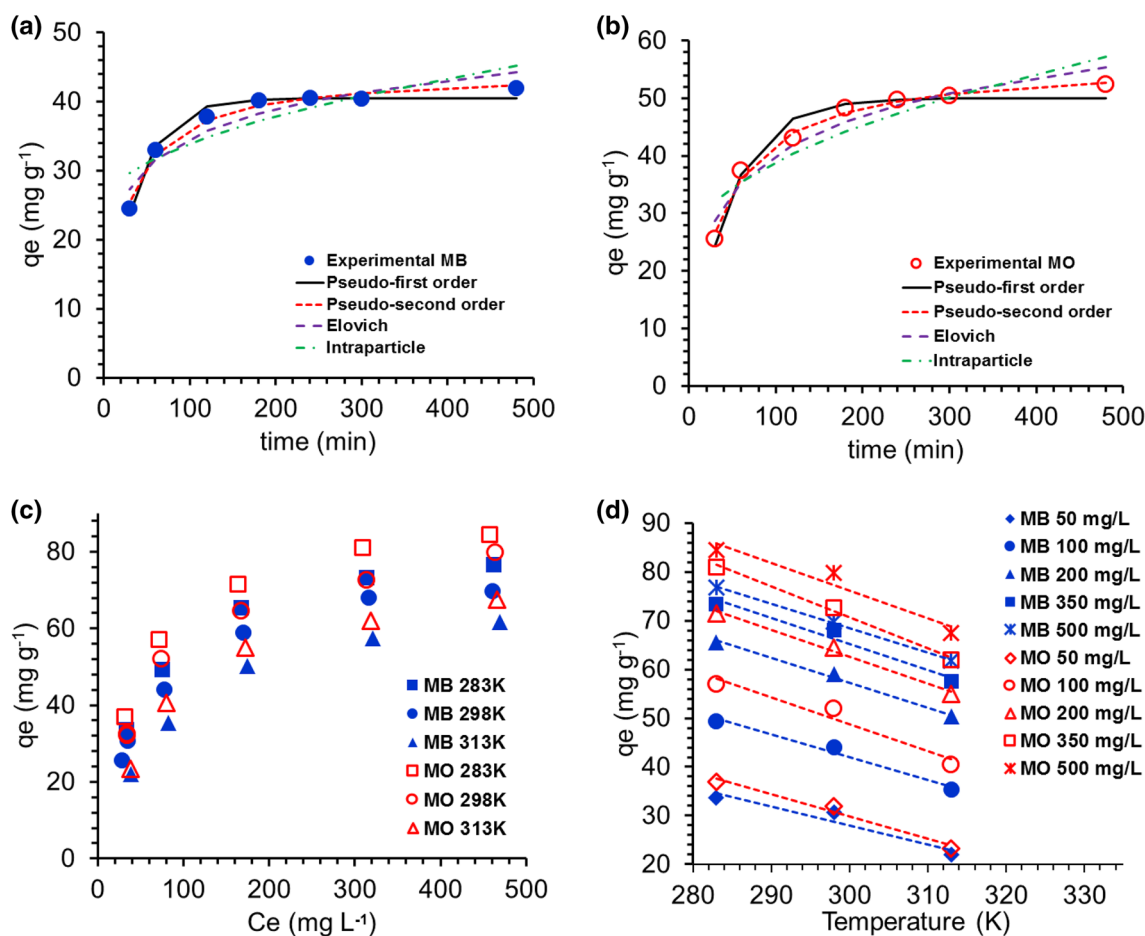 (a)
50
40
30
20
10
0
qe (mg g⁻¹)
Experimental MB
Pseudo-first order
Pseudo-second order
Elovich
Intraparticle
0 100 200 300 400 500
time (min)
(b)
60
50
40
30
20
10
0
qe (mg g⁻¹)
Experimental MO
Pseudo-first order
Pseudo-second order
Elovich
Intraparticle
0 100 200 300 400 500
time (min)
(c)
80
60
40
20
0
qe (mg g⁻¹)
MB 283K
MB 298K
MB 313K
MO 283K
MO 298K
MO 313K
0 100 200 300 400 500
Ce (mg L⁻¹)
(d)
90
80
70
60
50
40
30
20
qe (mg g⁻¹)
MB 50 mg/L
MB 100 mg/L
MB 200 mg/L
MB 350 mg/L
MB 500 mg/L
MO 50 mg/L
MO 100 mg/L
MO 200 mg/L
MO 350 mg/L
MO 500 mg/L
280 290 300 310 320 330
Temperature (K)